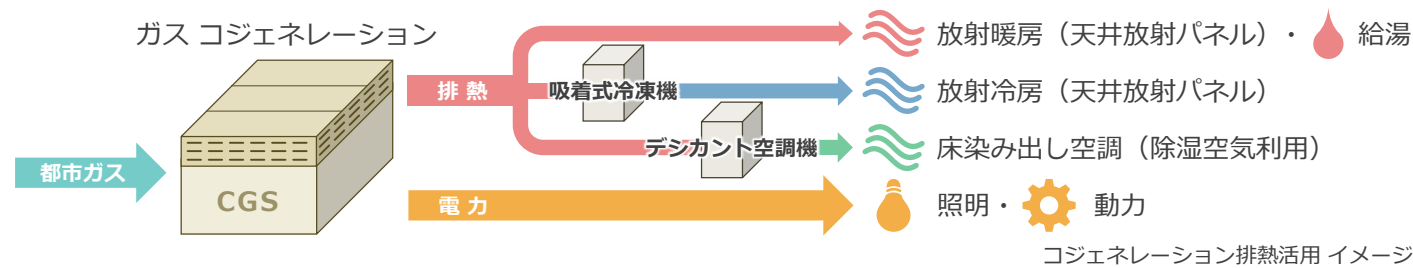 ガス コジェネレーション
都市ガス
CGS
排熱
放射暖房（天井放射パネル）・ 給湯
吸着式冷凍機
放射冷房（天井放射パネル）
デシカント空調機
床染み出し空調（除湿空気利用）
電力
照明・ 動力
コジェネレーション排熱活用 イメージ